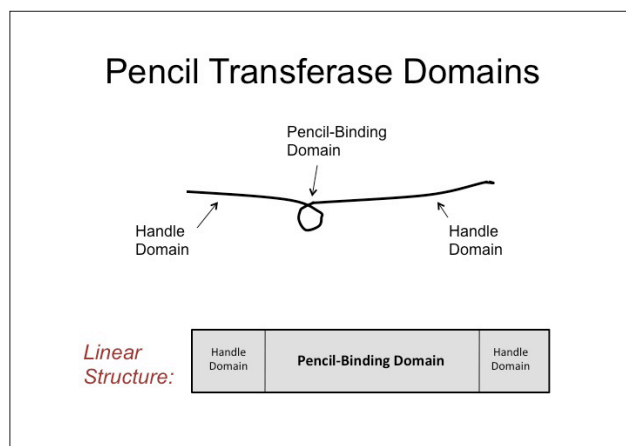 Pencil Transferase Domains
Pencil-Binding
Domain
Handle
Domain
Handle
Domain
Linear
Structure:
Handle
Domain
Pencil-Binding Domain
Handle
Domain